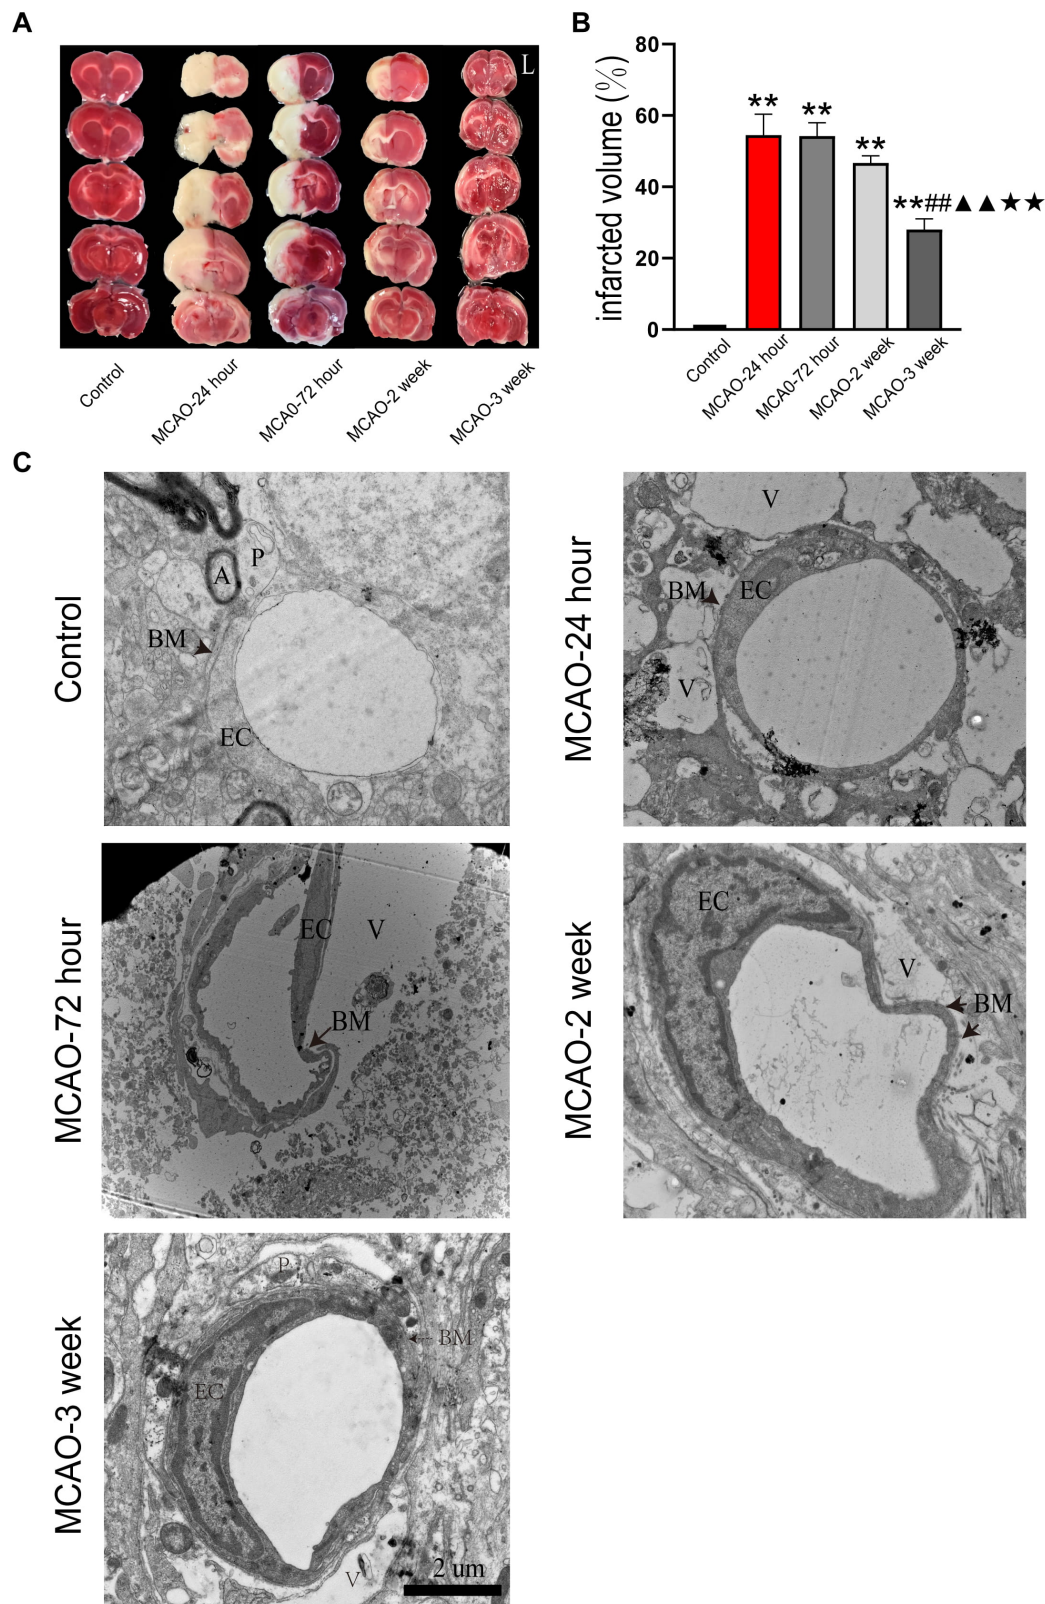 A
B
L
Control
MCAO-24 hour
MCA0-72 hour
MCAO-2 week
MCAO-3 week
infarcted volume (%)
80
60
40
20
0
**
**
**
**##▲▲★★
Control
MCAO-24 hour
MCA0-72 hour
MCAO-2 week
MCAO-3 week
C
Control
P
A
BM
EC
MCAO-24 hour
V
BM
EC
V
MCAO-72 hour
EC
V
BM
MCAO-2 week
EC
V
BM
MCAO-3 week
P
BM
EC
V
2 um